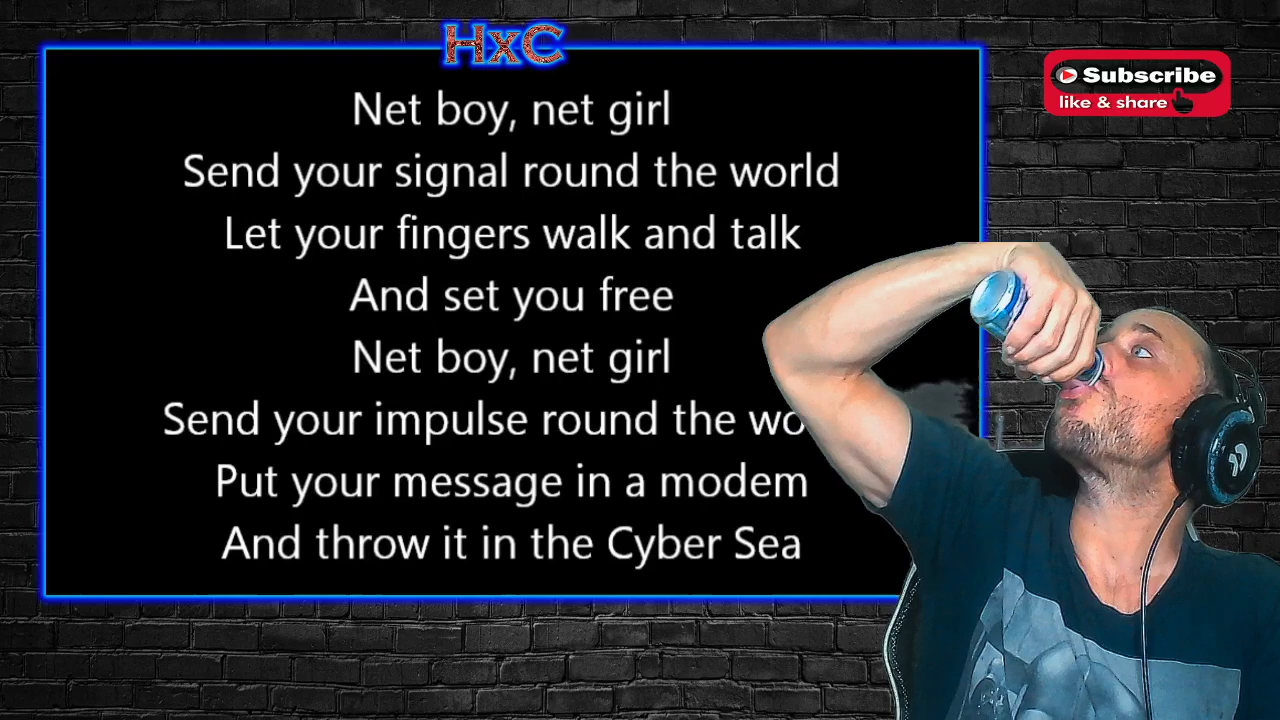 HxC
Subscribe
like & share
Net boy, net girl
Send your signal round the world
Let your fingers walk and talk
And set you free
Net boy, net girl
Send your impulse round the
Put your message in a modem
And throw it in the Cyber Sea